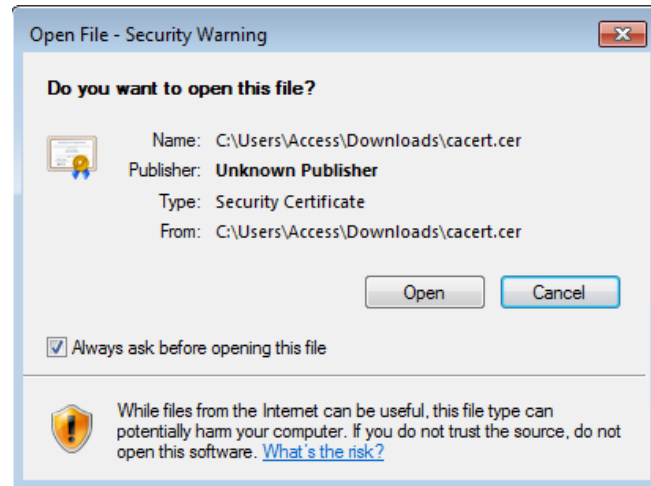 Open File - Security Warning
Do you want to open this file?
Name: C:\Users\Access\Downloads\cacert.cer
Publisher: Unknown Publisher
Type: Security Certificate
From: C:\Users\Access\Downloads\cacert.cer
Open Cancel
Always ask before opening this file
While files from the Internet can be useful, this file type can
potentially harm your computer. If you do not trust the source, do not
open this software. What's the risk?